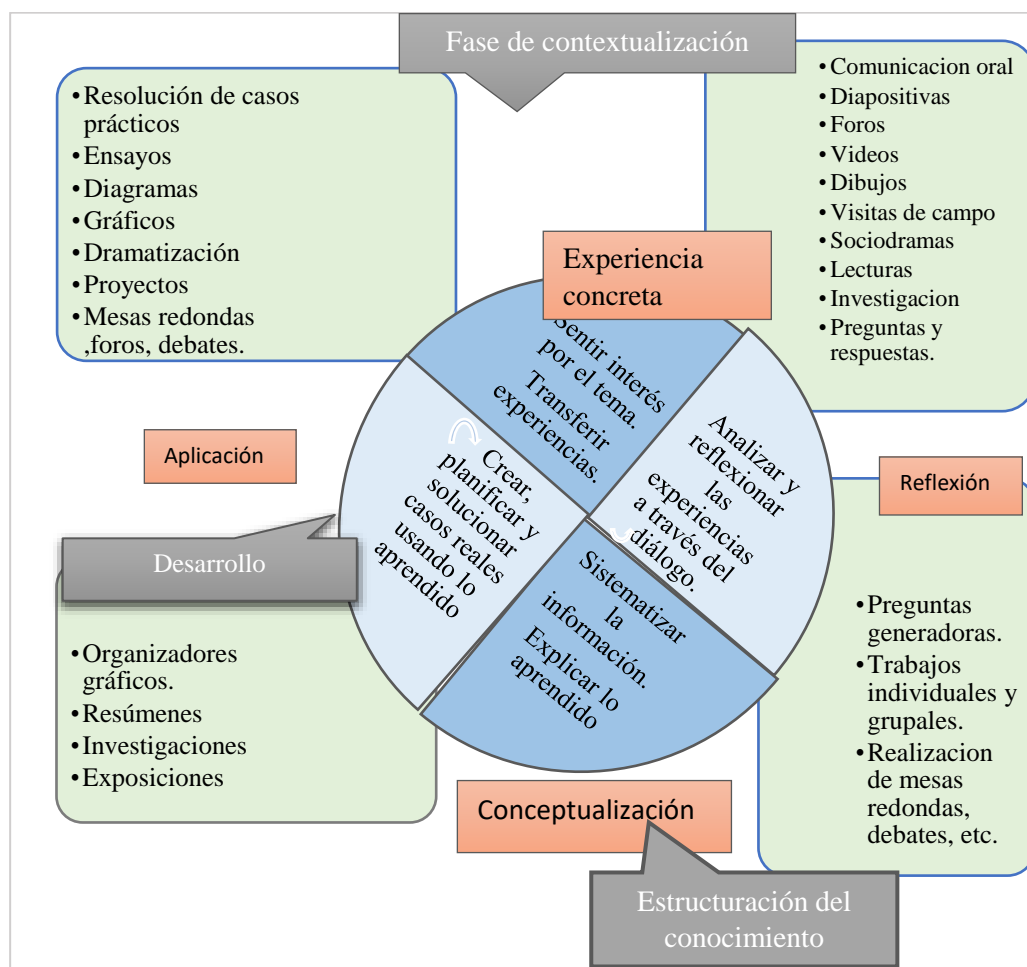 Fase de contextualización
•Resolución de casos
prácticos
•Ensayos
•Diagramas
•Gráficos
•Dramatización
•Proyectos
•Mesas redondas
,foros, debates.
•Comunicacion oral
•Diapositivas
•Foros
•Videos
•Dibujos
•Visitas de campo
•Sociodramas
•Lecturas
•Investigacion
•Preguntas y
respuestas.
Experiencia
concreta
Sentir interés
por el tema.
Transferir
experiencias.
Analizar y
reflexionar
las
experiencias
a través del
diálogo.
Aplicación
Crear,
planificar y
solucionar
casos reales
usando lo
aprendido
Reflexión
Desarrollo
Sistematizar
la
información.
Explicar lo
aprendido
•Organizadores
gráficos.
•Resúmenes
•Investigaciones
•Exposiciones
•Preguntas
generadoras.
•Trabajos
individuales y
grupales.
•Realizacion
de mesas
redondas,
debates, etc.
Conceptualización
Estructuración del
conocimiento